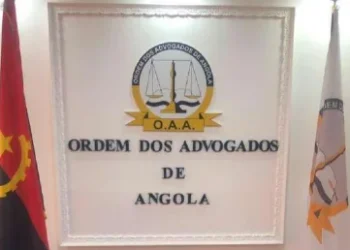 ORDEM DOS ADVOGADOS DE ANGOLA
O.A.A.
ORDEM DOS ADVOGADOS
DE
ANGOLA